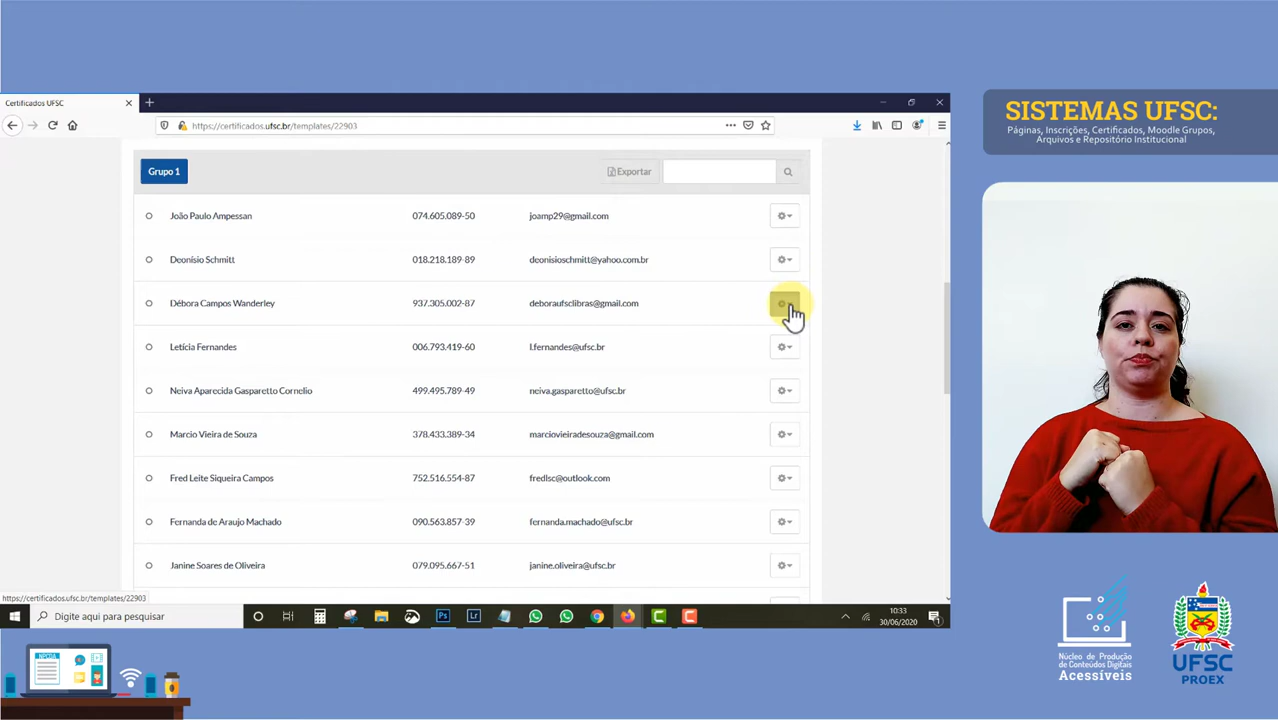 Certificados UFSC
https://certificados.ufsc.br/templates/22903
SISTEMAS UFSC:
Páginas, Inscrições, Certificados, Moodle Grupos,
Arquivos e Repositório Institucional
Grupo 1
Exportar
João Paulo Ampessan 074.605.089-50 joamp29@gmail.com
Deonísio Schmitt 018.218.189-89 deonisioschmitt@yahoo.com.br
Débora Campos Wanderley 937.305.002-87 deboraufsclibras@gmail.com
Letícia Fernandes 006.793.419-60 l.fernandes@ufsc.br
Neiva Aparecida Gasparetto Cornelio 499.495.789-49 neiva.gasparetto@ufsc.br
Marcio Vieira de Souza 378.433.389-34 marciovieiradesouza@gmail.com
Fred Leite Siqueira Campos 752.516.554-87 fredlsc@outlook.com
Fernanda de Araujo Machado 090.563.857-39 fernanda.machado@ufsc.br
Janine Soares de Oliveira 079.095.667-51 janine.oliveira@ufsc.br
https://certificados.ufsc.br/templates/22903
Digite aqui para pesquisar
Ps
Lr
C
C
10:33
30/06/2020
1
NPCDA
Núcleo de Produção
de Conteúdos Digitais
Acessíveis
UFSC
PROEX